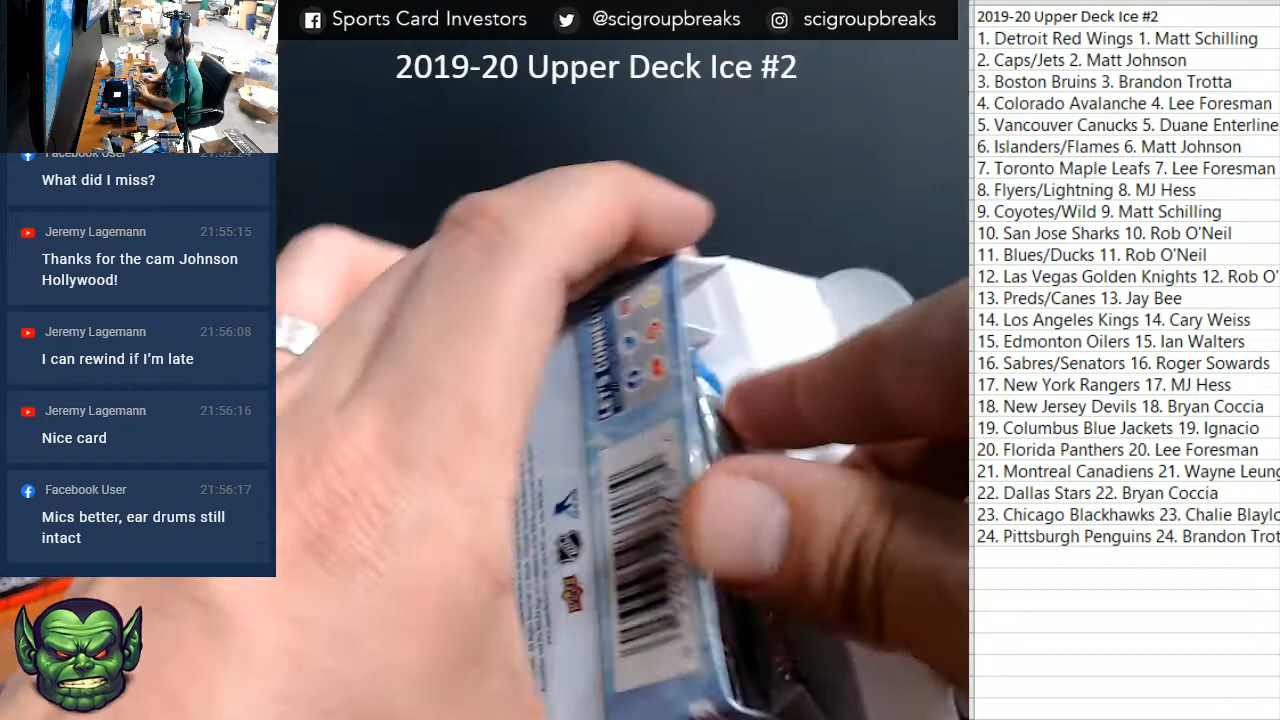 Sports Card Investors @scigroupbreaks scigroupbreaks
2019-20 Upper Deck Ice #2
Facebook User 21:52:24
What did I miss?
Jeremy Lagemann 21:55:15
Thanks for the cam Johnson
Hollywood!
Jeremy Lagemann 21:56:08
I can rewind if I'm late
Jeremy Lagemann 21:56:16
Nice card
Facebook User 21:56:17
Mics better, ear drums still
intact
2019-20 Upper Deck Ice #2
1. Detroit Red Wings 1. Matt Schilling
2. Caps/Jets 2. Matt Johnson
3. Boston Bruins 3. Brandon Trotta
4. Colorado Avalanche 4. Lee Foresman
5. Vancouver Canucks 5. Duane Enterline
6. Islanders/Flames 6. Matt Johnson
7. Toronto Maple Leafs 7. Lee Foresman
8. Flyers/Lightning 8. MJ Hess
9. Coyotes/Wild 9. Matt Schilling
10. San Jose Sharks 10. Rob O'Neil
11. Blues/Ducks 11. Rob O'Neil
12. Las Vegas Golden Knights 12. Rob O'
13. Preds/Canes 13. Jay Bee
14. Los Angeles Kings 14. Cary Weiss
15. Edmonton Oilers 15. Ian Walters
16. Sabres/Senators 16. Roger Sowards
17. New York Rangers 17. MJ Hess
18. New Jersey Devils 18. Bryan Coccia
19. Columbus Blue Jackets 19. Ignacio
20. Florida Panthers 20. Lee Foresman
21. Montreal Canadiens 21. Wayne Leung
22. Dallas Stars 22. Bryan Coccia
23. Chicago Blackhawks 23. Chalie Blaylo
24. Pittsburgh Penguins 24. Brandon Trot